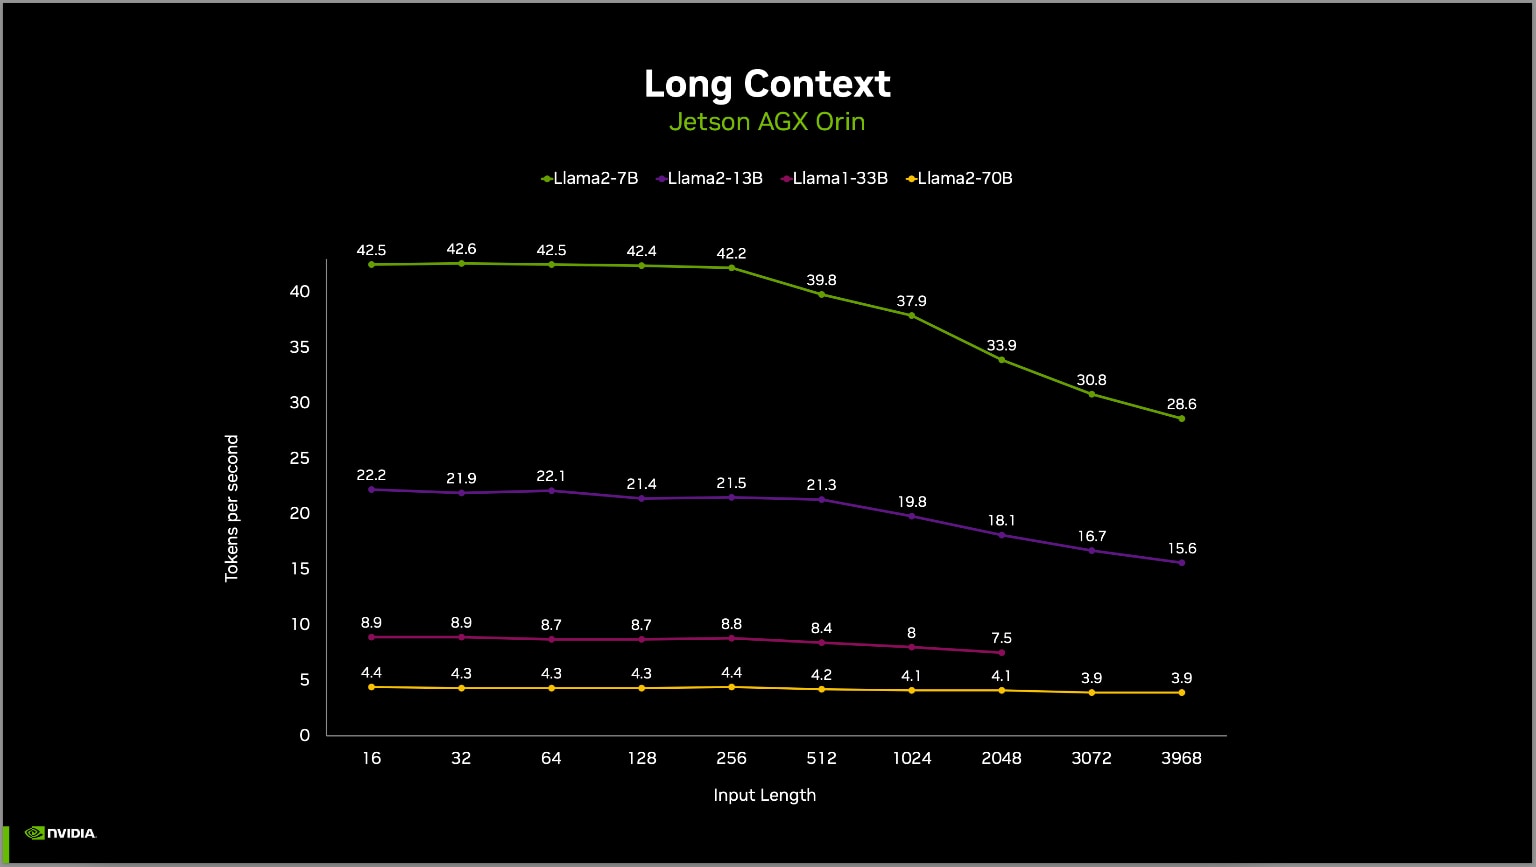 Long Context
Jetson AGX Orin
Llama2-7B Llama2-13B Llama1-33B Llama2-70B
42.5 42.6 42.5 42.4 42.2 39.8 37.9 33.9 30.8 28.6
22.2 21.9 22.1 21.4 21.5 21.3 19.8 18.1 16.7 15.6
8.9 8.9 8.7 8.7 8.8 8.4 8 7.5
4.4 4.3 4.3 4.3 4.4 4.2 4.1 4.1 3.9 3.9
Tokens per second
40
35
30
25
20
15
10
5
0
16 32 64 128 256 512 1024 2048 3072 3968
Input Length
NVIDIA